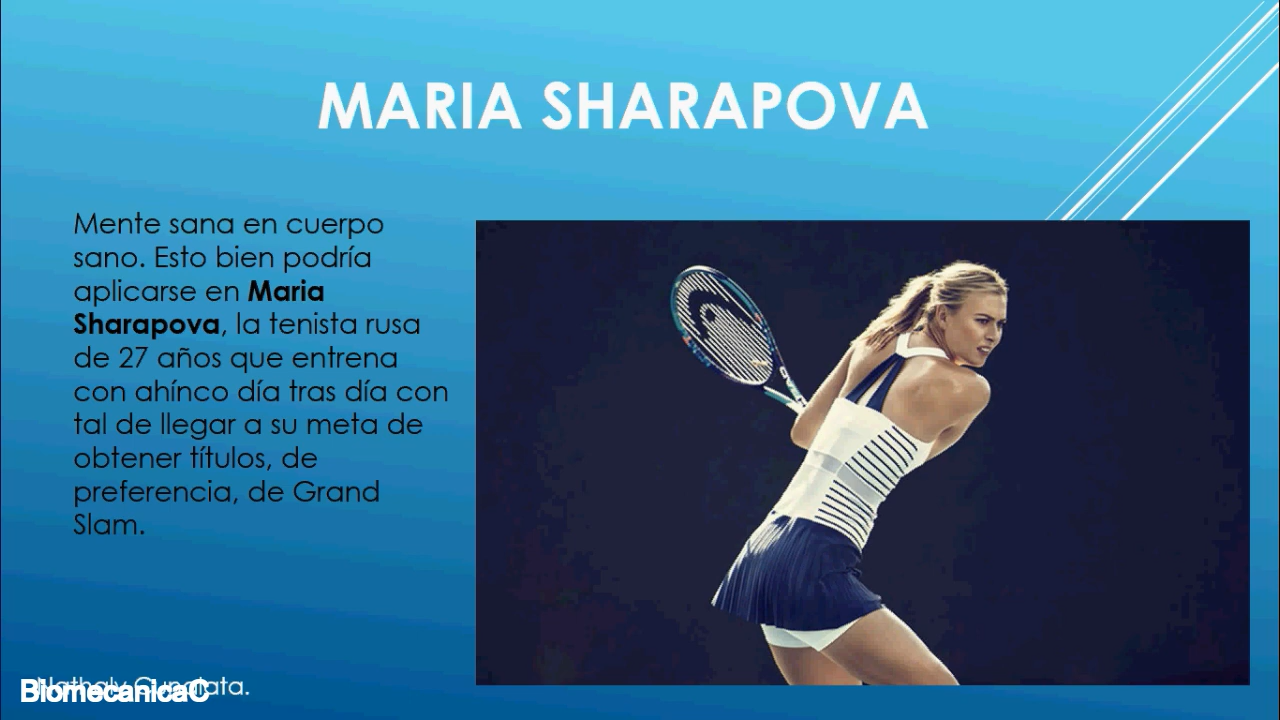 MARIA SHARAPOVA
Mente sana en cuerpo
sano. Esto bien podría
aplicarse en Maria
Sharapova, la tenista rusa
de 27 años que entrena
con ahínco día tras día con
tal de llegar a su meta de
obtener títulos, de
preferencia, de Grand
Slam.
BiomecanicaC